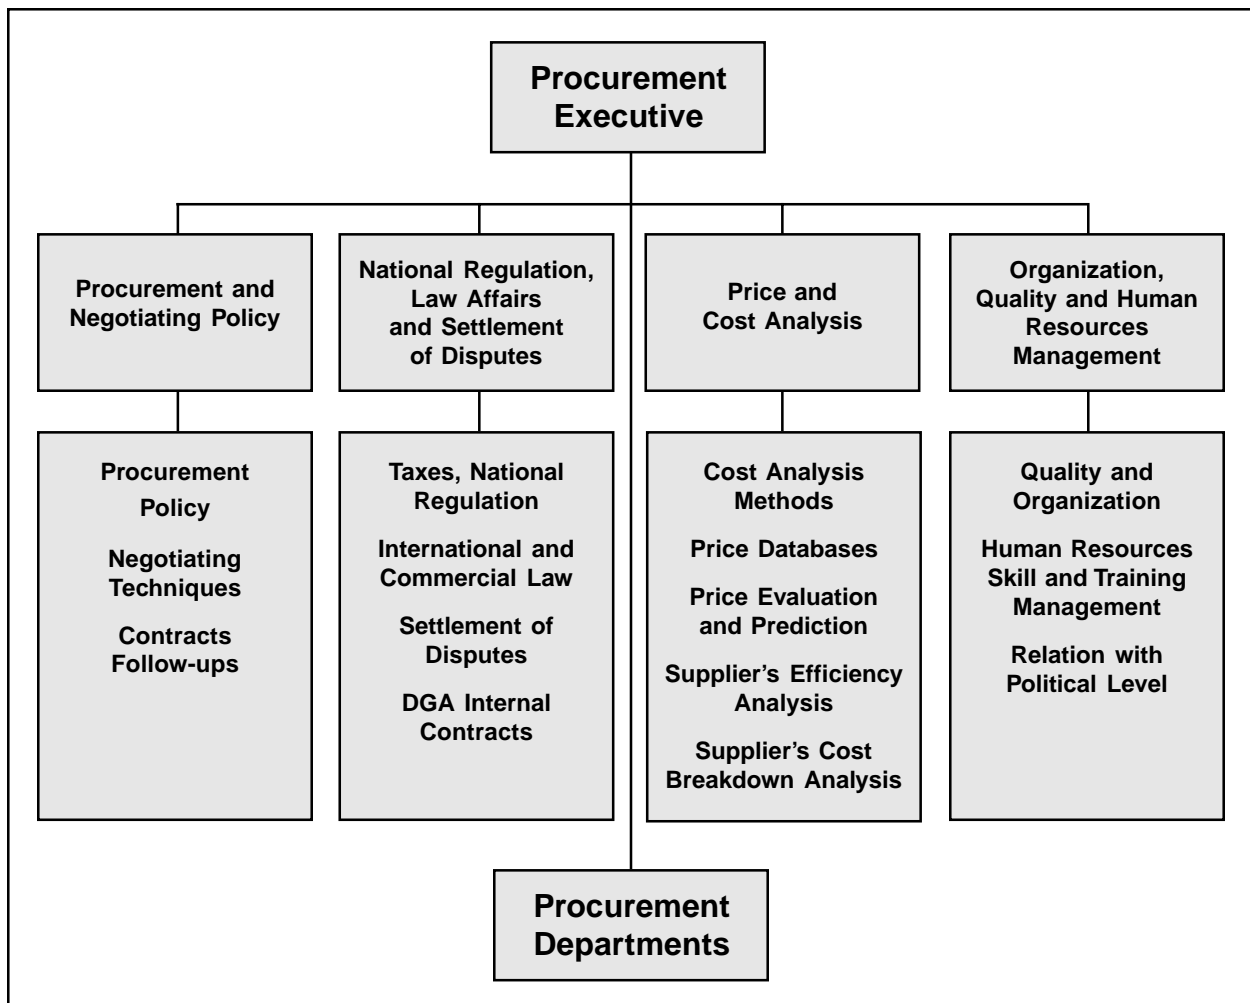 Procurement
Executive
Procurement and
Negotiating Policy
National Regulation,
Law Affairs
and Settlement
of Disputes
Price and
Cost Analysis
Organization,
Quality and Human
Resources
Management
Procurement
Policy
Negotiating
Techniques
Contracts
Follow-ups
Taxes, National
Regulation
International and
Commercial Law
Settlement of
Disputes
DGA Internal
Contracts
Cost Analysis
Methods
Price Databases
Price Evaluation
and Prediction
Supplier's Efficiency
Analysis
Supplier's Cost
Breakdown Analysis
Quality and
Organization
Human Resources
Skill and Training
Management
Relation with
Political Level
Procurement
Departments